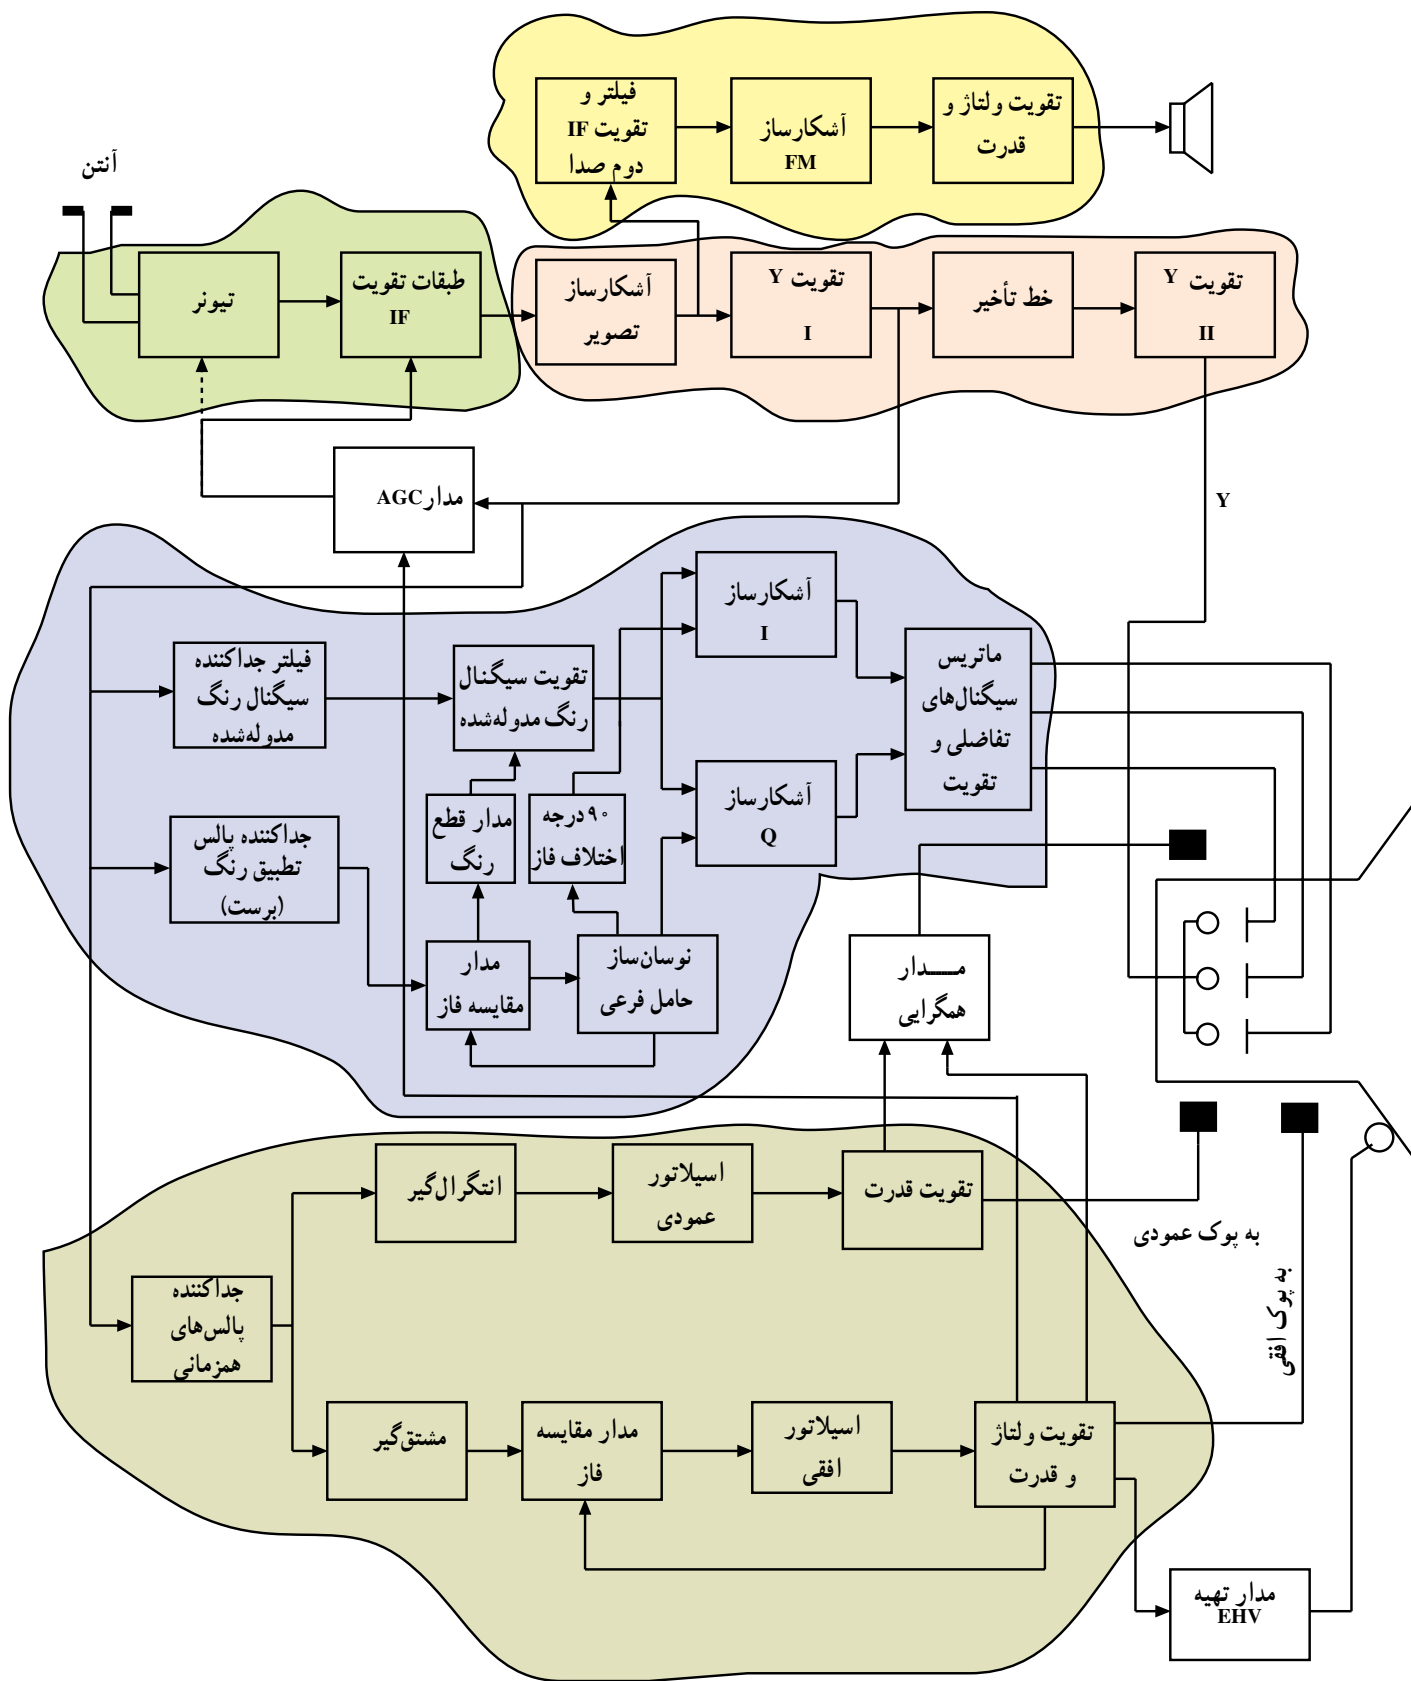 فیلتر و
تقویت IF
دوم صدا
آشکارساز
FM
تقویت ولتاژ و
قدرت
آنتن
تیونر
طبقات تقویت
IF
آشکارساز
تصویر
تقویت Y
I
خط تأخیر
تقویت Y
II
مدار AGC
Y
آشکارساز
I
فیلتر جداکننده
سیگنال رنگ
مدوله‌شده
تقویت سیگنال
رنگ مدوله‌شده
ماتریس
سیگنال‌های
تفاضلی و
تقویت
مدار قطع
رنگ
۹۰درجه
اختلاف فاز
آشکارساز
Q
جداکننده پالس
تطبیق رنگ
(برست)
مدار
مقایسه فاز
نوسان‌ساز
حامل فرعی
مـــــدار
همگرایی
انتگرال‌گیر
اسیلاتور
عمودی
تقویت قدرت
به یوک عمودی
به یوک افقی
جداکننده
پالس‌های
همزمانی
مشتق‌گیر
مدار مقایسه
فاز
اسیلاتور
افقی
تقویت ولتاژ
و قدرت
مدار تهیه
EHV